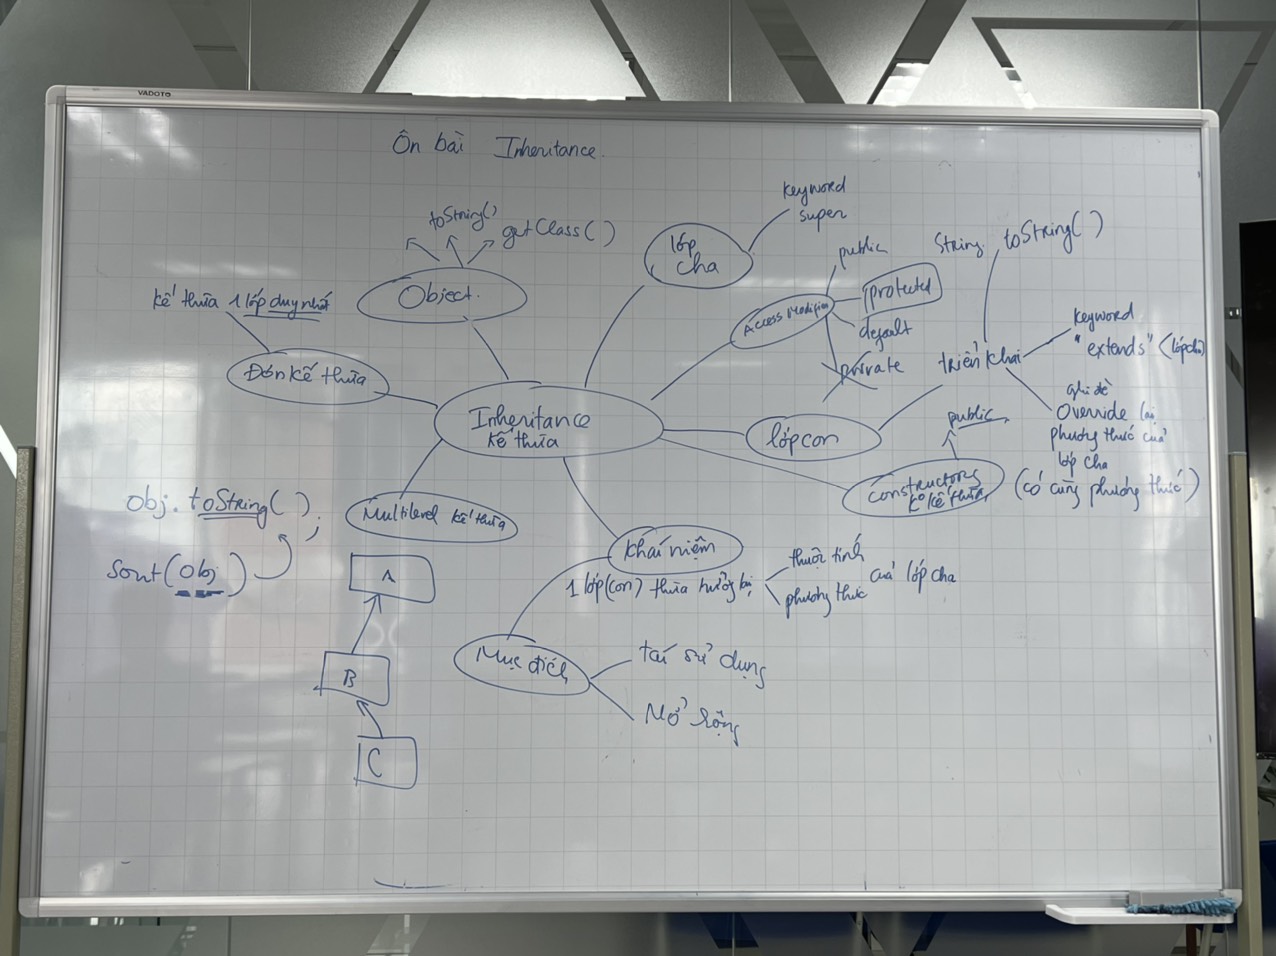 VADOTO
Ôn bài Inheritance.
toString()
getClass()
Object.
kế thừa 1 lớp duy nhất
Đơn kế thừa
lớp
cha
keyword
super
Access Modifier
public
protected
default
private
String toString()
triển khai
keyword
"extends" <lớp cha>
ghi đè
Override lại
phương thức của
lớp cha
(có cùng phương thức)
Inheritance
kế thừa
lớp con
public
constructors
k kế thừa
Multilevel kế thừa
Obj. toString();
Sout(Obj)
A
B
C
khái niệm
1 lớp(con) thừa hưởng
thuộc tính
phương thức
của lớp cha
Mục đích
tái sử dụng
Mở rộng